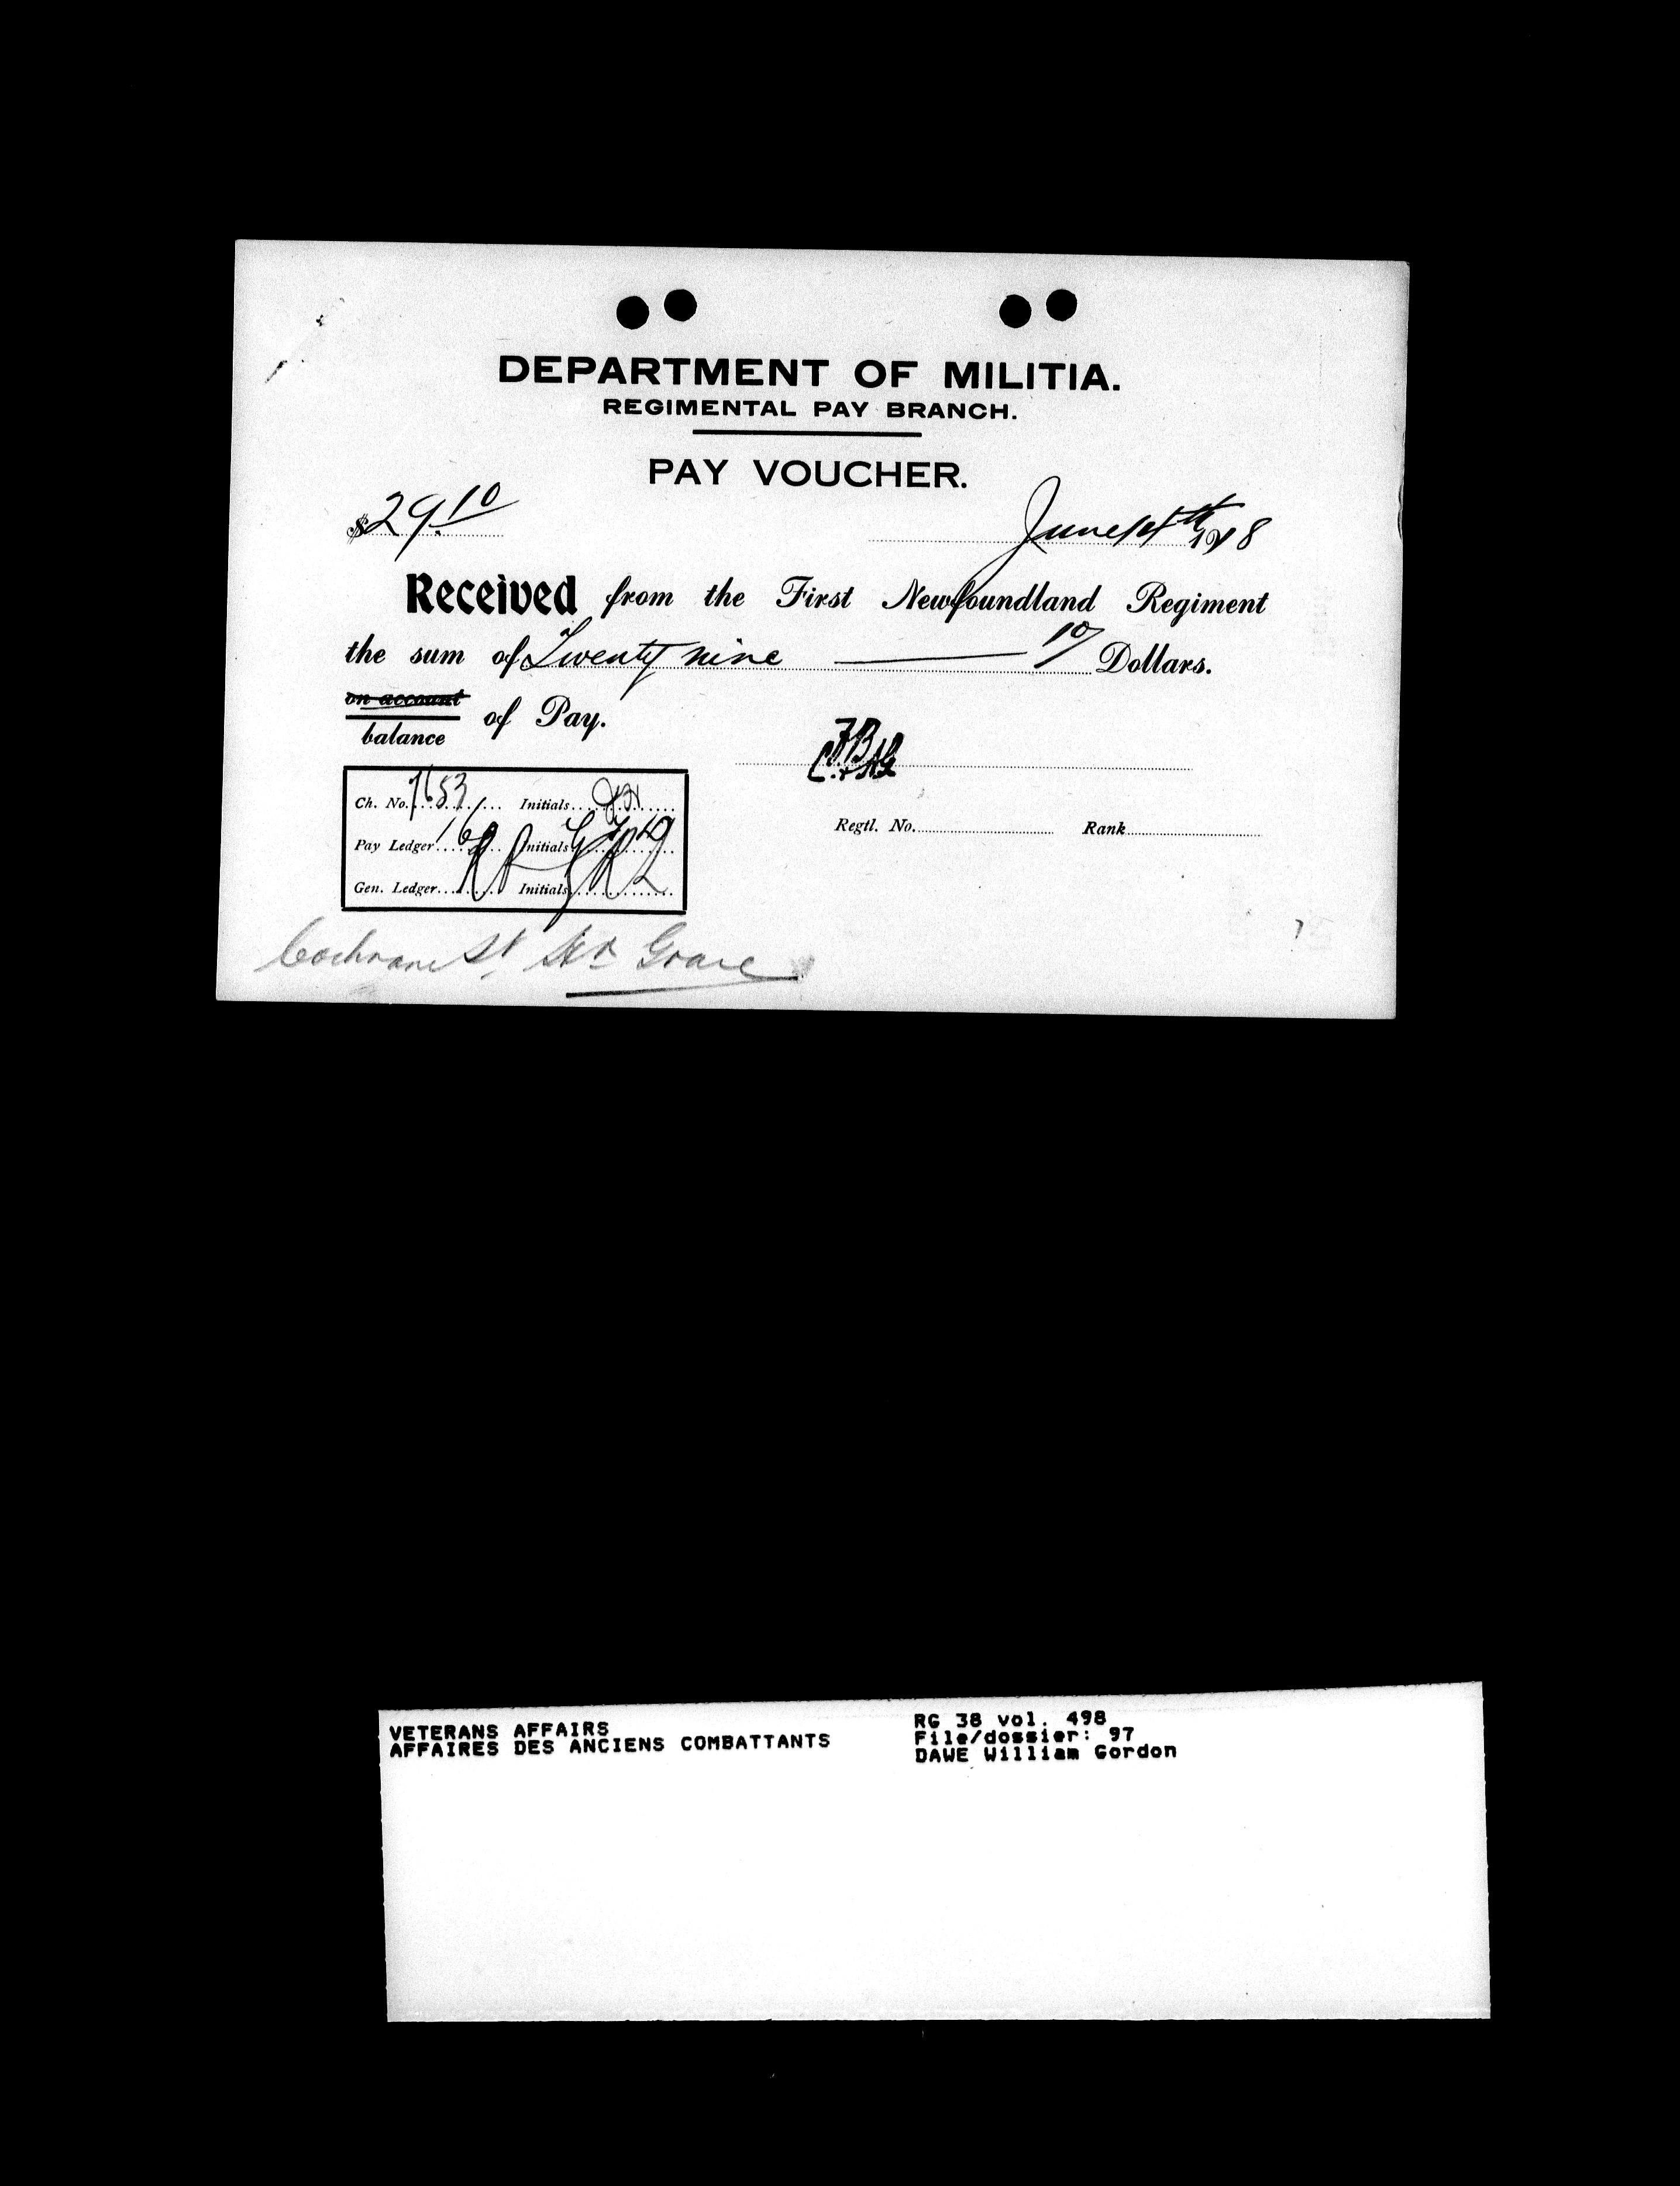 DEPARTMENT OF MILITIA.
REGIMENTAL PAY BRANCH.
PAY VOUCHER.
$29.10
June 14th 1918
Received from the First Newfoundland Regiment
the sum of Twenty nine 10/ Dollars.
on account
balance
of Pay.
Ch. No. 7653 Initials
Pay Ledger Initials
Gen. Ledger Initials
Regtl. No. Rank
Cochrane St Hr Grace
VETERANS AFFAIRS
AFFAIRES DES ANCIENS COMBATTANTS
RG 38 vol. 498
File/dossier: 97
DAWE William Gordon